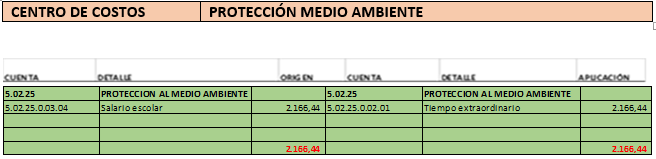 CENTRO DE COSTOS PROTECCIÓN MEDIO AMBIENTE
CUENTA DETALLE ORIGEN CUENTA DETALLE APLICACIÓN
5.02.25 PROTECCION AL MEDIO AMBIENTE 5.02.25 PROTECCION AL MEDIO AMBIENTE
5.02.25.0.03.04 Salario escolar 2.166,44 5.02.25.0.02.01 Tiempo extraordinario 2.166,44
2.166,44 2.166,44